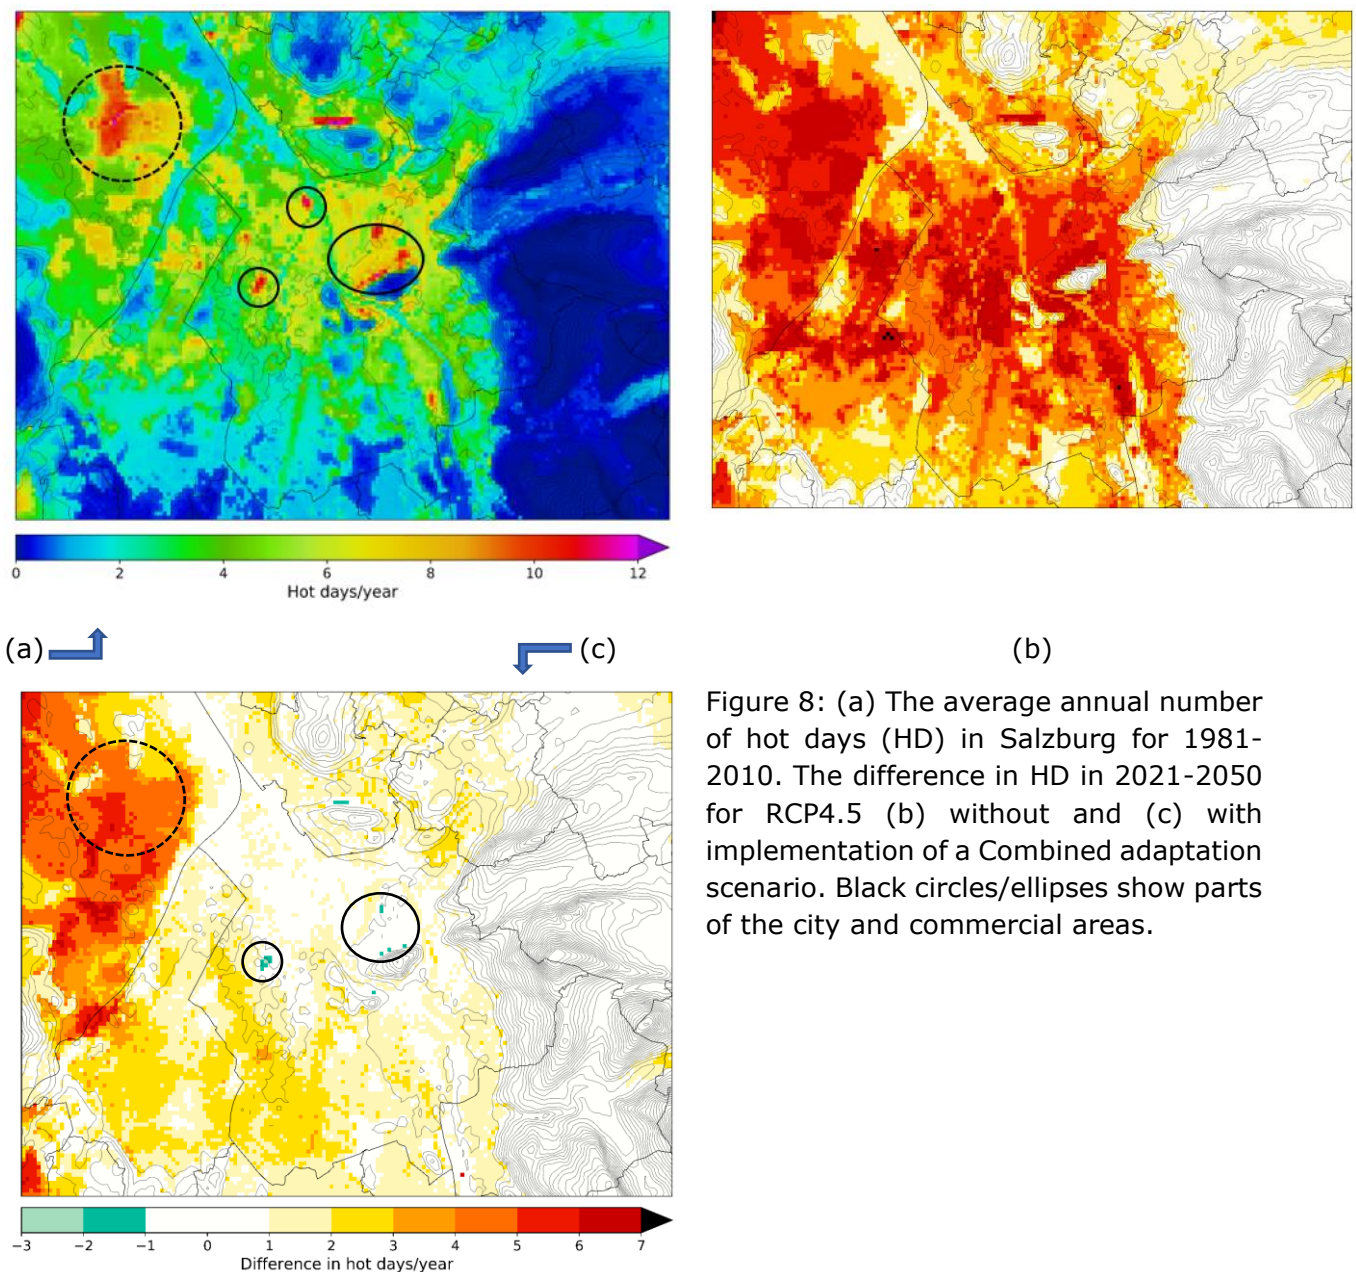 0 2 4 6 8 10 12
Hot days/year
(a) (c) (b)
Figure 8: (a) The average annual number
of hot days (HD) in Salzburg for 1981-
2010. The difference in HD in 2021-2050
for RCP4.5 (b) without and (c) with
implementation of a Combined adaptation
scenario. Black circles/ellipses show parts
of the city and commercial areas.
−3 −2 −1 0 1 2 3 4 5 6 7
Difference in hot days/year